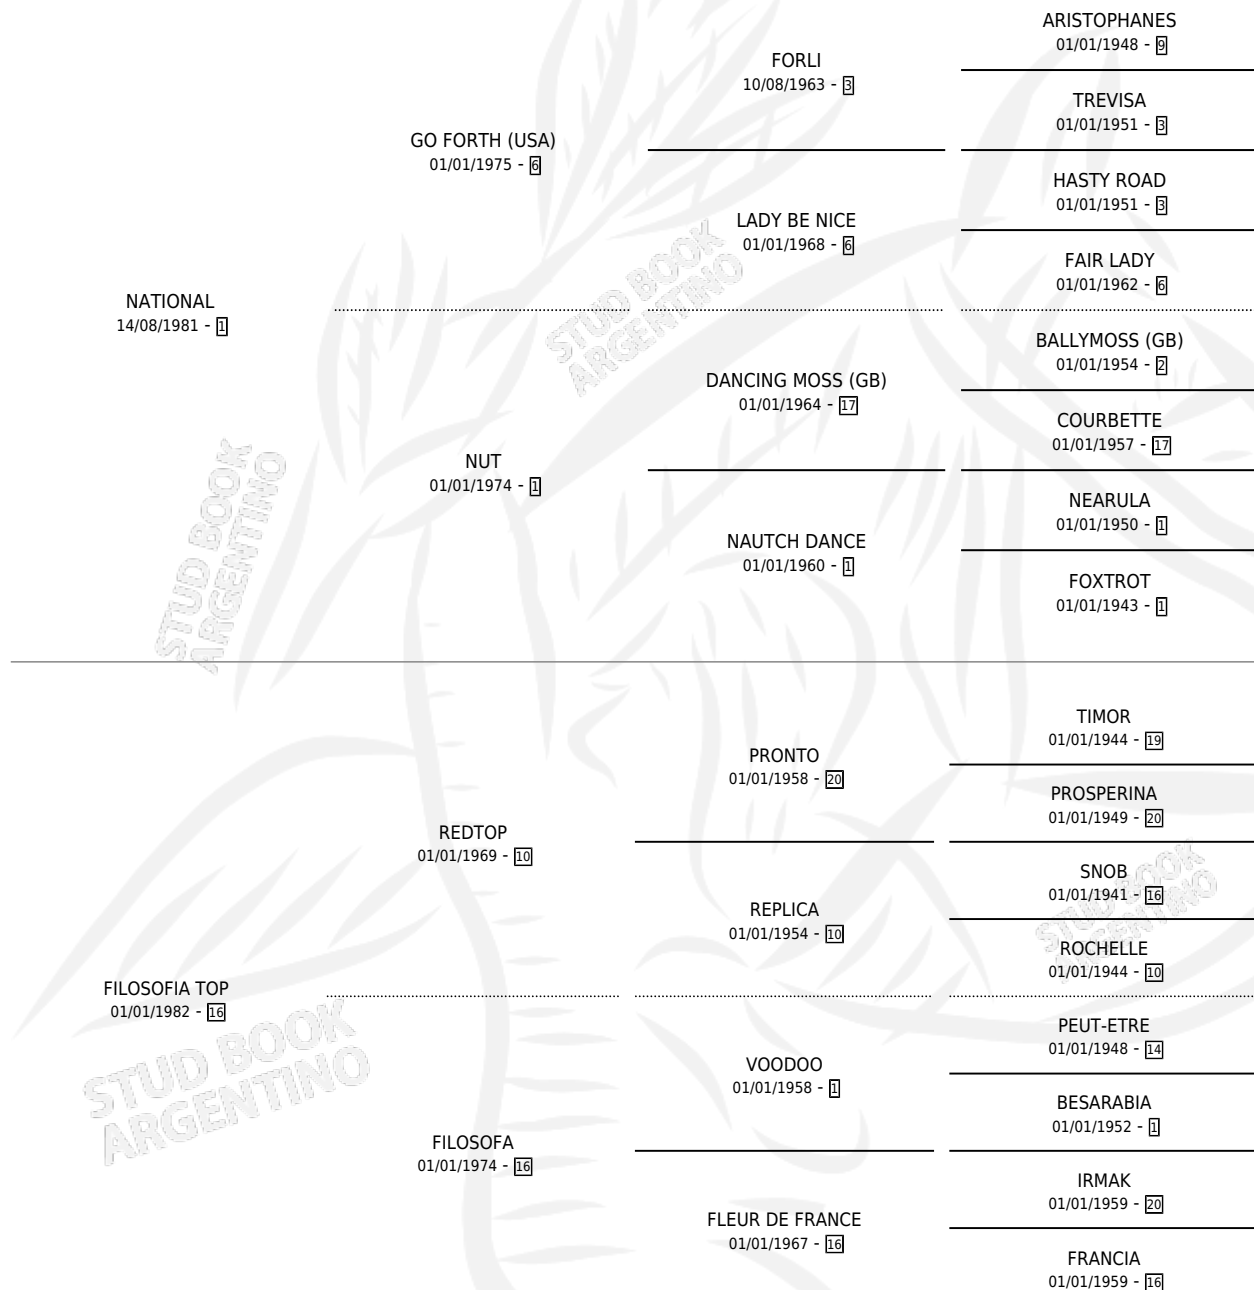 ARISTOPHANES
01/01/1948 - 9
FORLI
10/08/1963 - 3
TREVISA
01/01/1951 - 3
GO FORTH (USA)
01/01/1975 - 6
HASTY ROAD
01/01/1951 - 3
LADY BE NICE
01/01/1968 - 6
FAIR LADY
01/01/1962 - 6
NATIONAL
14/08/1981 - 1
STUD BOOK
ARGENTINO
BALLYMOSS (GB)
01/01/1954 - 2
DANCING MOSS (GB)
01/01/1964 - 17
COURBETTE
01/01/1957 - 17
NUT
01/01/1974 - 1
NEARULA
01/01/1950 - 1
NAUTCH DANCE
01/01/1960 - 1
FOXTROT
01/01/1943 - 1
STUD BOOK
ARGENTINO
TIMOR
01/01/1944 - 19
PRONTO
01/01/1958 - 20
PROSPERINA
01/01/1949 - 20
REDTOP
01/01/1969 - 10
SNOB
01/01/1941 - 16
REPLICA
01/01/1954 - 10
ROCHELLE
01/01/1944 - 10
STUD BOOK
ARGENTINO
FILOSOFIA TOP
01/01/1982 - 16
PEUT-ETRE
01/01/1948 - 14
VOODOO
01/01/1958 - 1
BESARABIA
01/01/1952 - 1
STUD BOOK
ARGENTINO
FILOSOFA
01/01/1974 - 16
IRMAK
01/01/1959 - 20
FLEUR DE FRANCE
01/01/1967 - 16
FRANCIA
01/01/1959 - 16